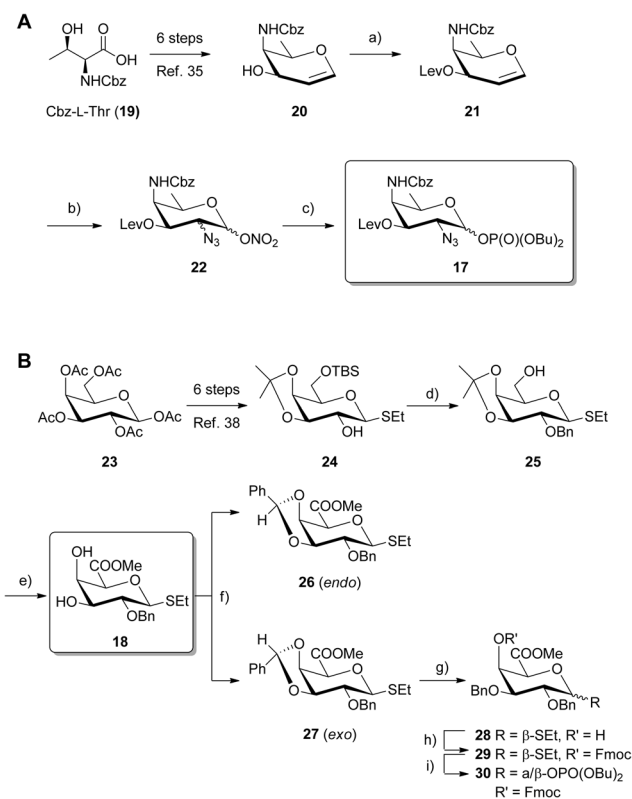 A
OH
O
OH
NHCbz
Cbz-L-Thr (19)
6 steps
Ref. 35
NHCbz
O
HO
20
a)
NHCbz
O
LevO
21
b)
NHCbz
O
LevO
N3
ONO2
22
c)
NHCbz
O
LevO
N3
OP(O)(OBu)2
17
B
OAc
OAc
O
AcO
OAc
OAc
23
6 steps
Ref. 38
OTBS
O
O
O
SEt
OH
24
d)
OH
O
O
O
SEt
OBn
25
e)
OH
COOMe
O
HO
SEt
OBn
18
f)
Ph
H
O
COOMe
O
O
SEt
OBn
26 (endo)
H
Ph
O
COOMe
O
O
SEt
OBn
27 (exo)
g)
OR'
COOMe
O
BnO
OBn
R
28 R = β-SEt, R' = H
h)
29 R = β-SEt, R' = Fmoc
i)
30 R = a/β-OPO(OBu)2
R' = Fmoc